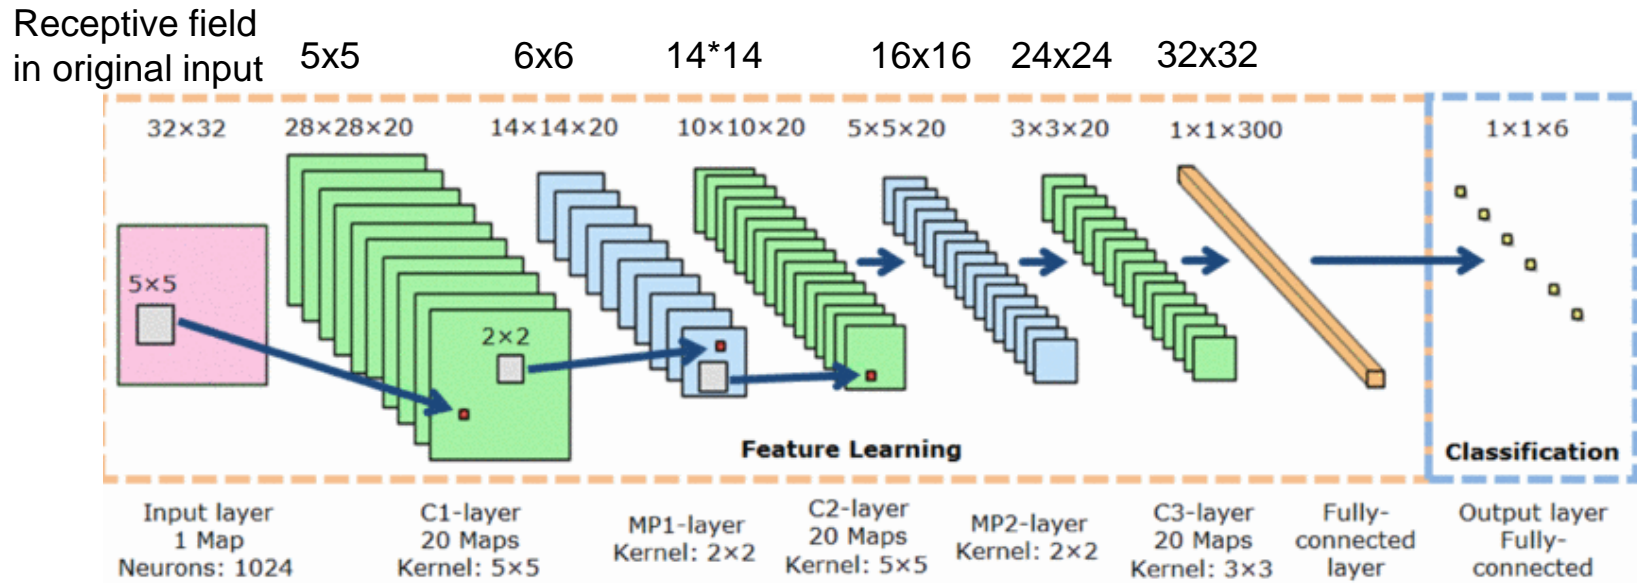 Receptive field
in original input
5x5 6x6 14*14 16x16 24x24 32x32
32×32 28×28×20 14×14×20 10×10×20 5×5×20 3×3×20 1×1×300 1×1×6
5×5
2×2
Feature Learning
Classification
Input layer
1 Map
Neurons: 1024
C1-layer
20 Maps
Kernel: 5×5
MP1-layer
Kernel: 2×2
C2-layer
20 Maps
Kernel: 5×5
MP2-layer
Kernel: 2×2
C3-layer
20 Maps
Kernel: 3×3
Fully-
connected
layer
Output layer
Fully-
connected